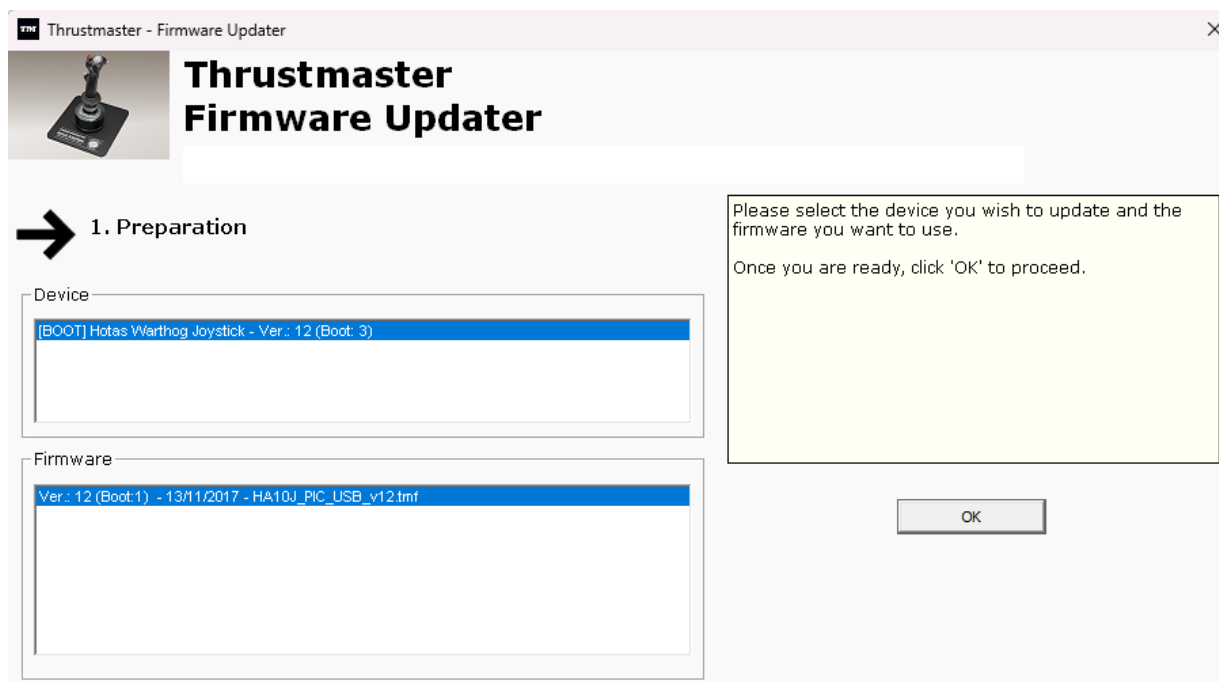 TM Thrustmaster - Firmware Updater
Thrustmaster
Firmware Updater
1. Preparation
Please select the device you wish to update and the
firmware you want to use.
Once you are ready, click 'OK' to proceed.
Device
[BOOT] Hotas Warthog Joystick - Ver.: 12 (Boot: 3)
Firmware
Ver.: 12 (Boot:1)  - 13/11/2017 - HA10J_PIC_USB_v12.tmf
OK